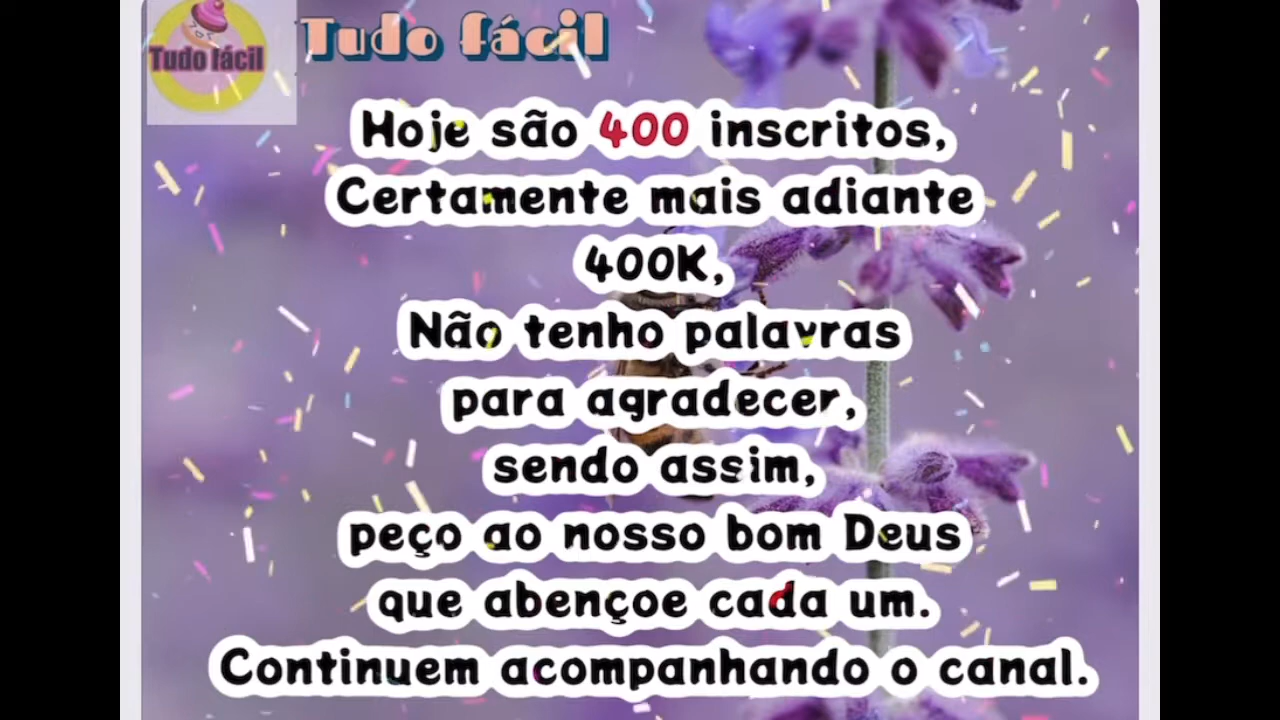 Tudo fácil
Tudo fácil
Hoje são 400 inscritos,
Certamente mais adiante
400K,
Não tenho palavras
para agradecer,
sendo assim,
peço ao nosso bom Deus
que abençoe cada um.
Continuem acompanhando o canal.